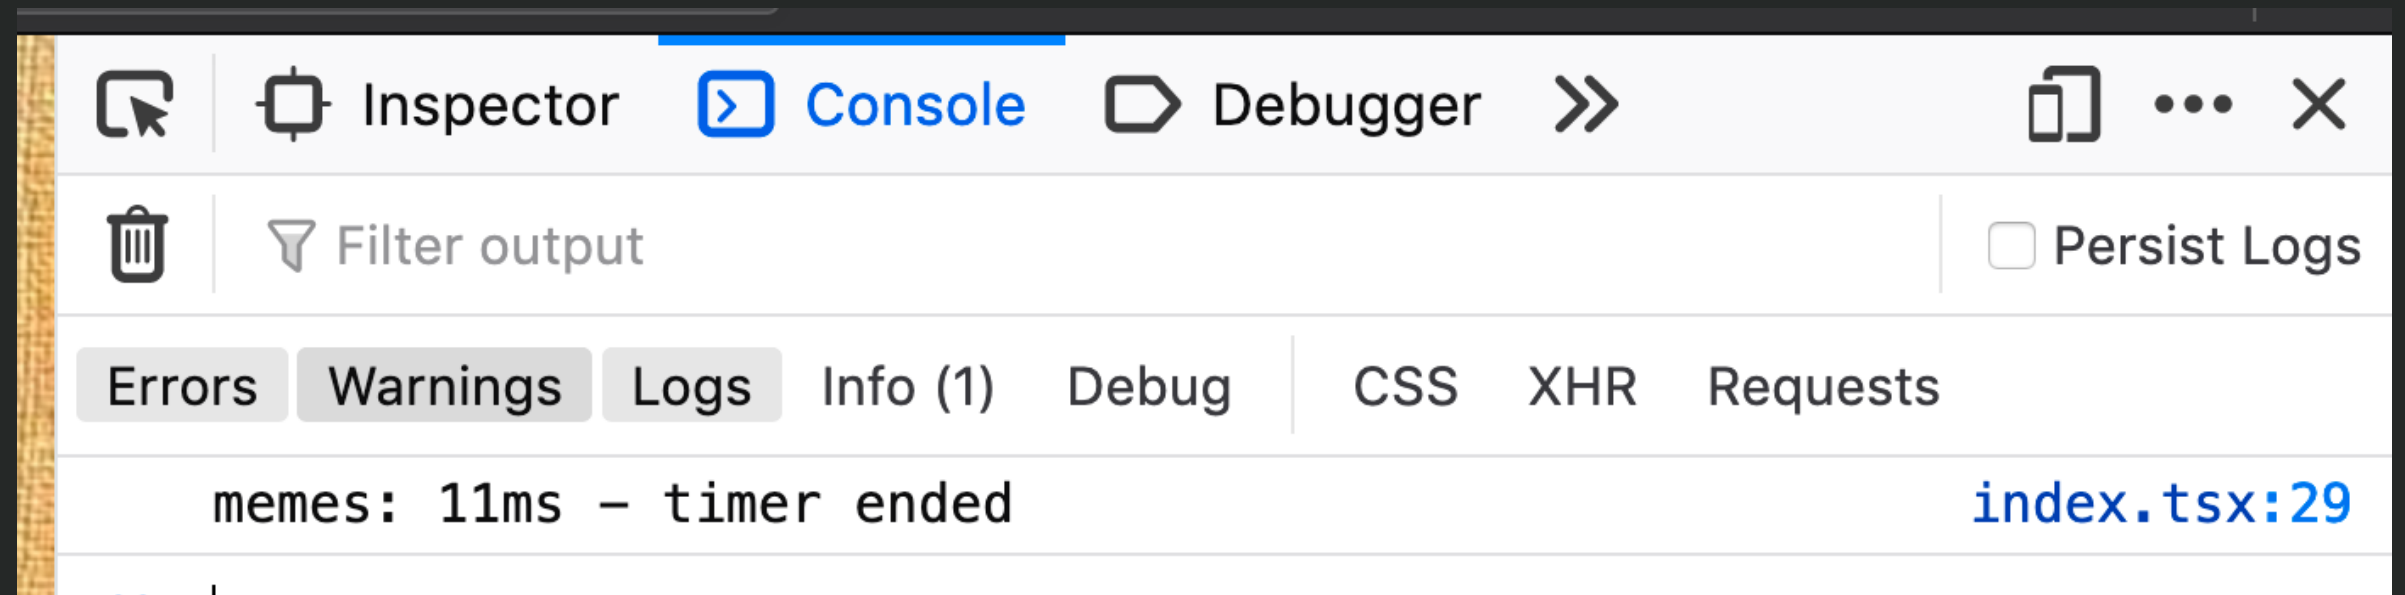 Inspector Console Debugger
Filter output Persist Logs
Errors Warnings Logs Info (1) Debug CSS XHR Requests
memes: 11ms – timer ended index.tsx:29